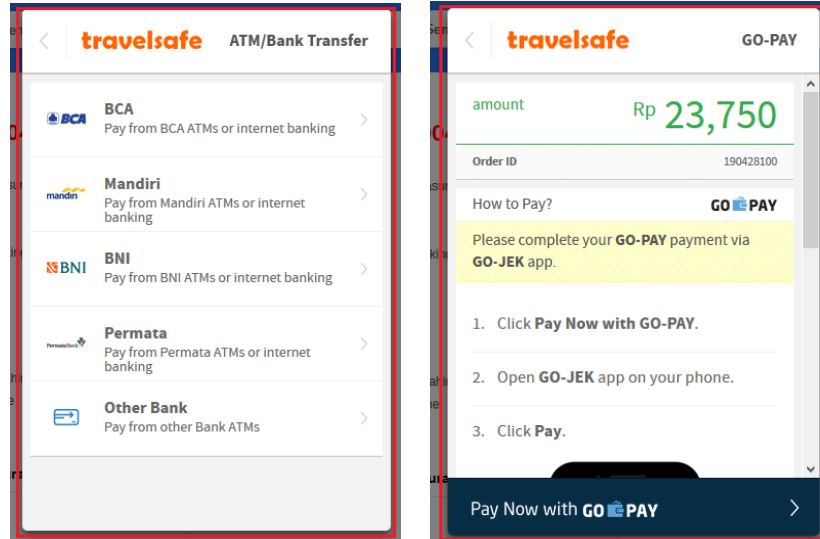 travelsafe ATM/Bank Transfer
BCA BCA
Pay from BCA ATMs or internet banking
mandiri Mandiri
Pay from Mandiri ATMs or internet
banking
BNI BNI
Pay from BNI ATMs or internet banking
PermataBank Permata
Pay from Permata ATMs or internet
banking
Other Bank
Pay from other Bank ATMs
travelsafe GO-PAY
amount Rp 23,750
Order ID 190428100
How to Pay? GO PAY
Please complete your GO-PAY payment via
GO-JEK app.
1. Click Pay Now with GO-PAY.
2. Open GO-JEK app on your phone.
3. Click Pay.
Pay Now with GO PAY